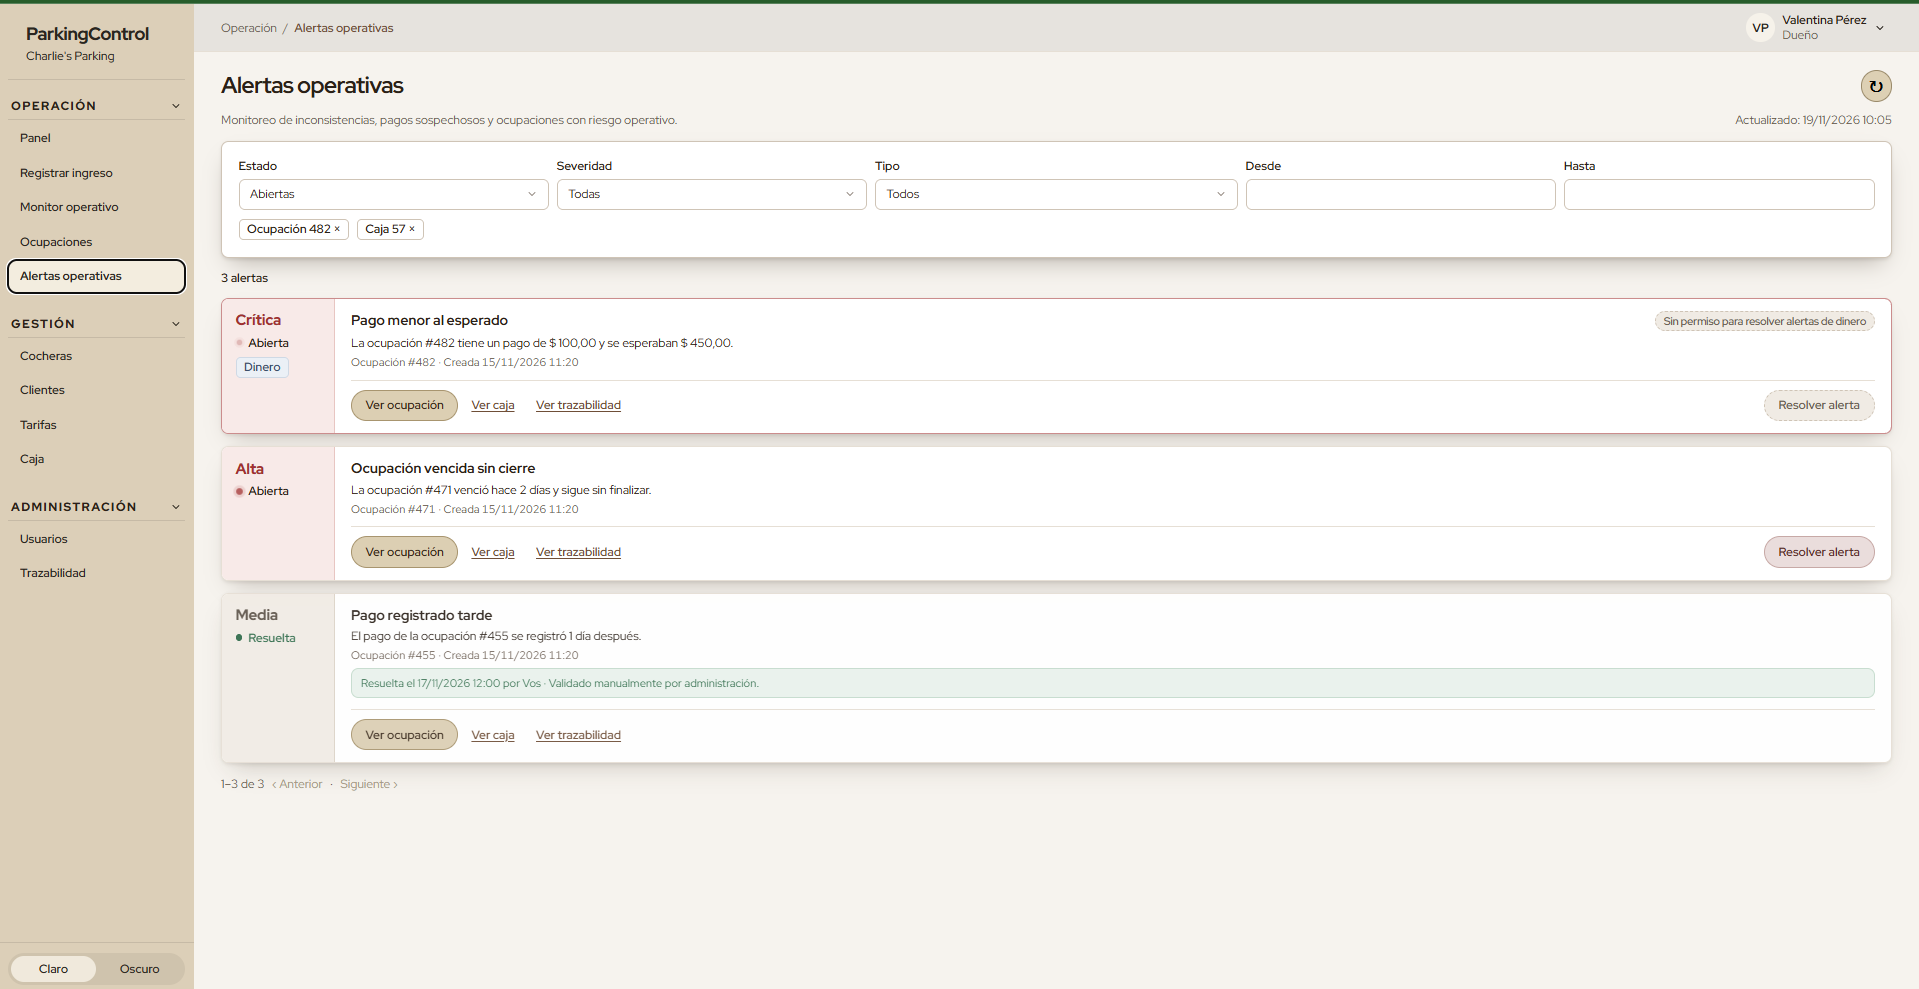 ParkingControl
Charlie's Parking
OPERACIÓN
Panel
Registrar ingreso
Monitor operativo
Ocupaciones
Alertas operativas
GESTIÓN
Cocheras
Clientes
Tarifas
Caja
ADMINISTRACIÓN
Usuarios
Trazabilidad
Claro Oscuro
Operación / Alertas operativas
VP Valentina Pérez
Dueño
Alertas operativas
↻
Monitoreo de inconsistencias, pagos sospechosos y ocupaciones con riesgo operativo.
Actualizado: 19/11/2026 10:05
Estado Severidad Tipo Desde Hasta
Abiertas Todas Todos
Ocupación 482 × Caja 57 ×
3 alertas
Crítica
Abierta
Dinero
Pago menor al esperado
Sin permiso para resolver alertas de dinero
La ocupación #482 tiene un pago de $ 100,00 y se esperaban $ 450,00.
Ocupación #482 · Creada 15/11/2026 11:20
Ver ocupación Ver caja Ver trazabilidad Resolver alerta
Alta
Abierta
Ocupación vencida sin cierre
La ocupación #471 venció hace 2 días y sigue sin finalizar.
Ocupación #471 · Creada 15/11/2026 11:20
Ver ocupación Ver caja Ver trazabilidad Resolver alerta
Media
Resuelta
Pago registrado tarde
El pago de la ocupación #455 se registró 1 día después.
Ocupación #455 · Creada 15/11/2026 11:20
Resuelta el 17/11/2026 12:00 por Vos · Validado manualmente por administración.
Ver ocupación Ver caja Ver trazabilidad
1–3 de 3 ‹ Anterior · Siguiente ›